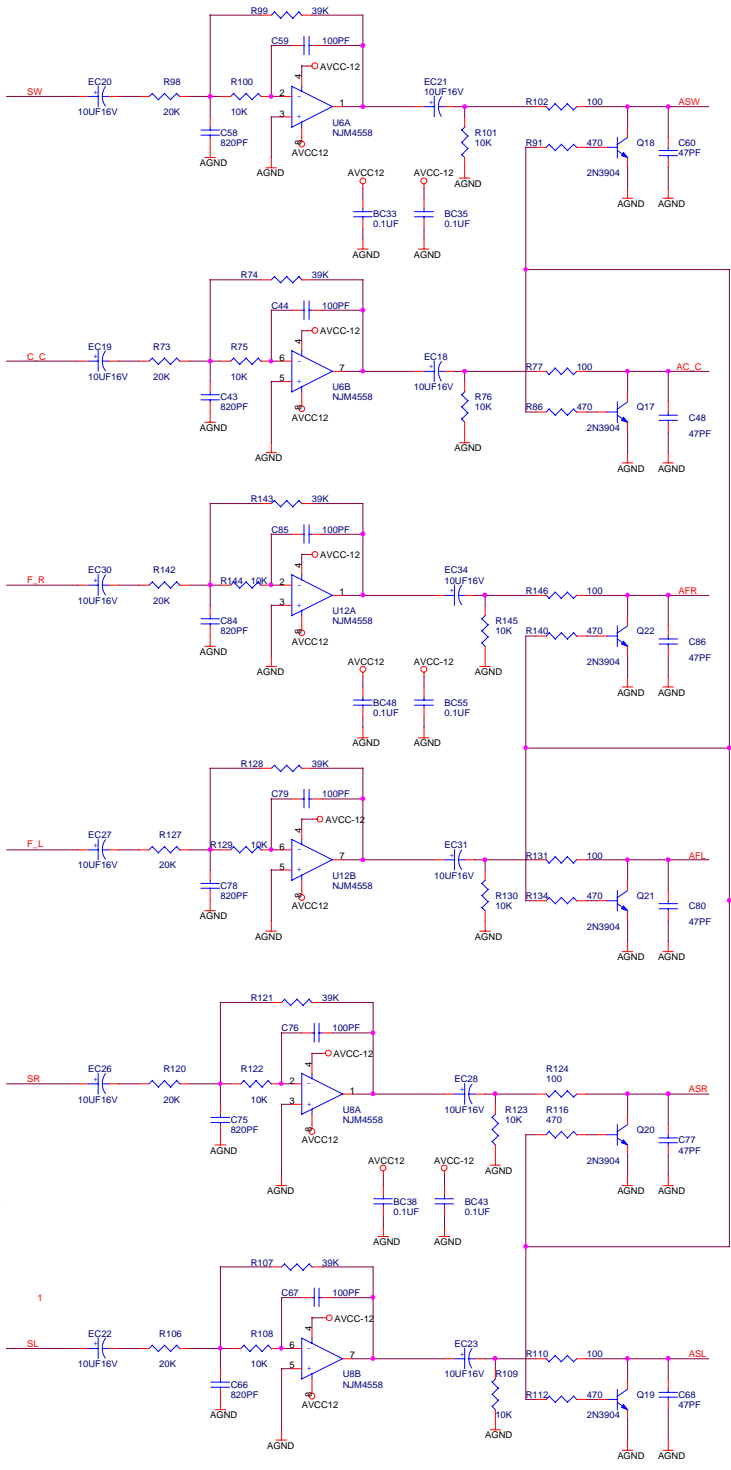 R99 39K
C59 100PF
AVCC-12
EC20 R98 R100 EC21
4
SW 2 1 R102 100 ASW
10UF16V 20K 10K 10UF16V
3 U6A R101 R91 470 Q18 C60
C58 NJM4558 10K 47PF
820PF 8
AGND AVCC12 2N3904
AGND AGND AGND AGND
AVCC12 AVCC-12
BC33 BC35
0.1UF 0.1UF
AGND AGND
R74 39K
C44 100PF
AVCC-12
EC19 R73 R75 EC18
4
C_C 6 7 R77 100 AC_C
10UF16V 20K 10K 10UF16V
5 U6B R76 R86 470 Q17 C48
C43 NJM4558 10K
820PF 8 2N3904 47PF
AGND AVCC12
AGND AGND AGND AGND
R143 39K
C85 100PF
AVCC-12
EC30 R142 EC34
4
F_R R144 10K 2 1 10UF16V R146 100 AFR
10UF16V 20K
3 U12A R145 R140 470 Q22 C86
C84 NJM4558 10K
820PF 8 2N3904 47PF
AGND AVCC12
AGND AGND AGND AGND
AVCC12 AVCC-12
BC48 BC55
0.1UF 0.1UF
AGND AGND
R128 39K
C79 100PF
AVCC-12
EC27 R127 EC31
4
F_L R129 10K 6 7 R131 100 AFL
10UF16V 20K 10UF16V
5 U12B R130 R134 470 Q21 C80
C78 NJM4558 10K
820PF 8 2N3904 47PF
AGND AVCC12
AGND AGND AGND AGND
R121 39K
C76 100PF
AVCC-12
EC26 R120 R122 EC28 R124
4
SR 2 1 100 ASR
10UF16V 20K 10K 10UF16V
3 U8A R123 R116 Q20 C77
C75 NJM4558 10K 470 47PF
820PF 8
AGND AVCC12 2N3904
AGND AGND AGND AGND
AVCC12 AVCC-12
BC38 BC43
0.1UF 0.1UF
AGND AGND
R107 39K
1
C67 100PF
AVCC-12
EC22 R106 R108 EC23
4
SL 6 7 R110 100 ASL
10UF16V 20K 10K 10UF16V
5 U8B R109 R112 470 Q19 C68
C66 NJM4558 10K 47PF
820PF 8
AGND AVCC12 2N3904
AGND AGND AGND AGND